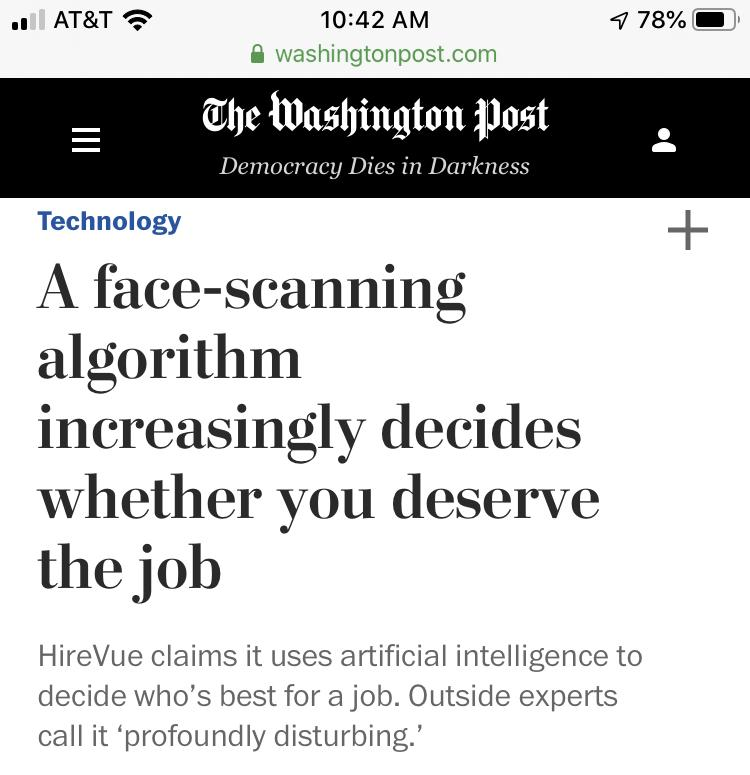 AT&T 10:42 AM 78%
washingtonpost.com
The Washington Post
Democracy Dies in Darkness
Technology
A face-scanning
algorithm
increasingly decides
whether you deserve
the job
HireVue claims it uses artificial intelligence to
decide who’s best for a job. Outside experts
call it ‘profoundly disturbing.’